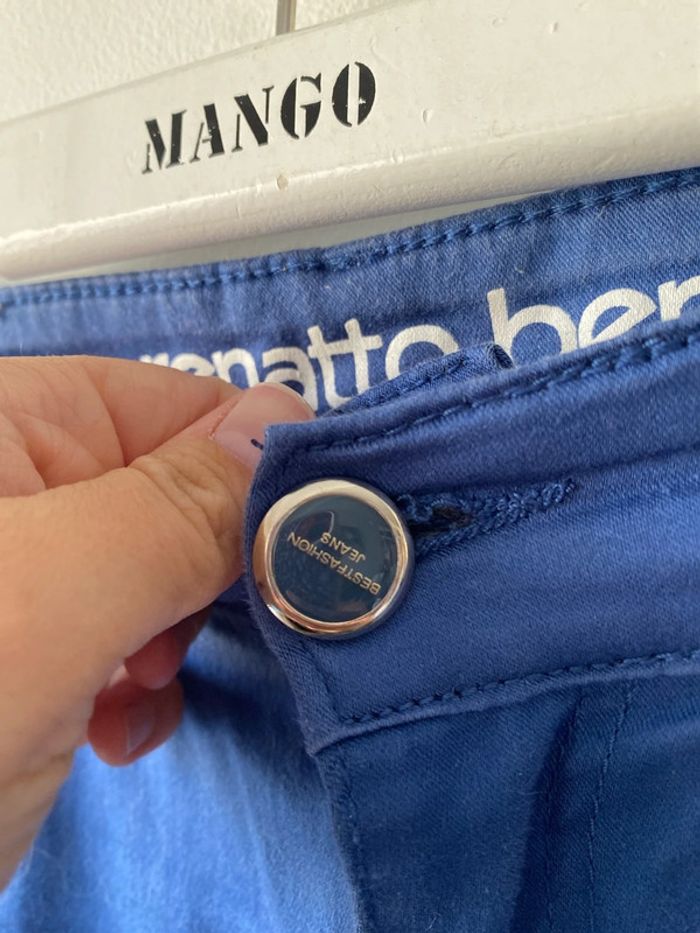 MANGO
renatto ben
BESTFASHION
JEANS